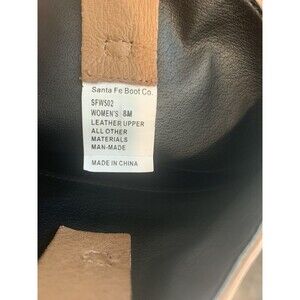 Santa Fe Boot Co.
SFW502
WOMEN'S 8M
LEATHER UPPER
ALL OTHER
MATERIALS
MAN-MADE
MADE IN CHINA